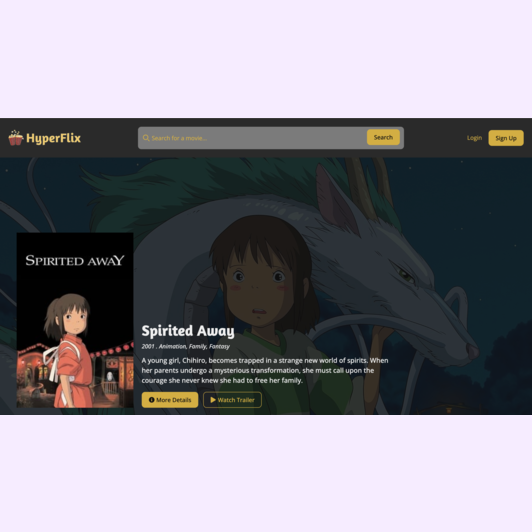 HyperFlix
Search for a movie...
Search
Login
Sign Up
SPIRITED AWAY
Spirited Away
2001 . Animation, Family, Fantasy
A young girl, Chihiro, becomes trapped in a strange new world of spirits. When
her parents undergo a mysterious transformation, she must call upon the
courage she never knew she had to free her family.
More Details
Watch Trailer